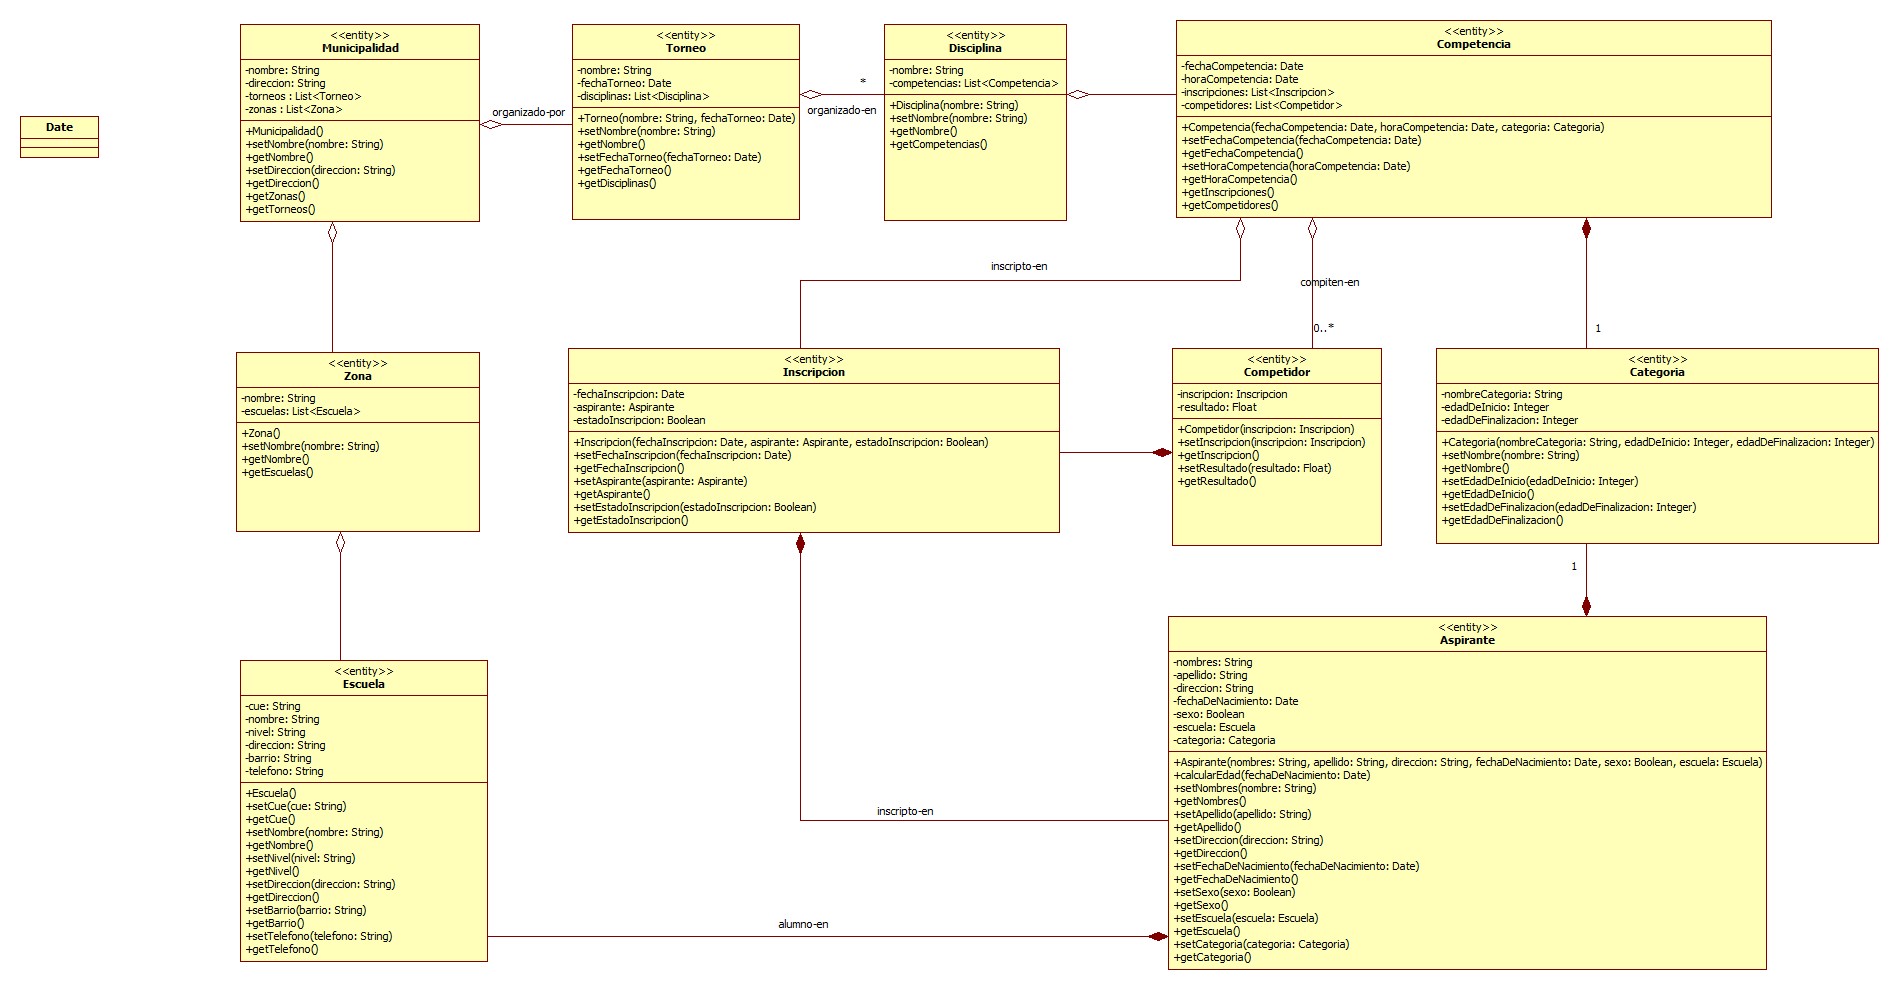 Date
<<entity>>
Municipalidad
-nombre: String
-direccion: String
-torneos : List<Torneo>
-zonas : List<Zona>
+Municipalidad()
+setNombre(nombre: String)
+getNombre()
+setDireccion(direccion: String)
+getDireccion()
+getZonas()
+getTorneos()
organizado-por
<<entity>>
Torneo
-nombre: String
-fechaTorneo: Date
-disciplinas: List<Disciplina>
+Torneo(nombre: String, fechaTorneo: Date)
+setNombre(nombre: String)
+getNombre()
+setFechaTorneo(fechaTorneo: Date)
+getFechaTorneo()
+getDisciplinas()
*
organizado-en
<<entity>>
Disciplina
-nombre: String
-competencias: List<Competencia>
+Disciplina(nombre: String)
+setNombre(nombre: String)
+getNombre()
+getCompetencias()
<<entity>>
Competencia
-fechaCompetencia: Date
-horaCompetencia: Date
-inscripciones: List<Inscripcion>
-competidores: List<Competidor>
+Competencia(fechaCompetencia: Date, horaCompetencia: Date, categoria: Categoria)
+setFechaCompetencia(fechaCompetencia: Date)
+getFechaCompetencia()
+setHoraCompetencia(horaCompetencia: Date)
+getHoraCompetencia()
+getInscripciones()
+getCompetidores()
inscripto-en
compiten-en
0..*
1
<<entity>>
Zona
-nombre: String
-escuelas: List<Escuela>
+Zona()
+setNombre(nombre: String)
+getNombre()
+getEscuelas()
<<entity>>
Inscripcion
-fechaInscripcion: Date
-aspirante: Aspirante
-estadoInscripcion: Boolean
+Inscripcion(fechaInscripcion: Date, aspirante: Aspirante, estadoInscripcion: Boolean)
+setFechaInscripcion(fechaInscripcion: Date)
+getFechaInscripcion()
+setAspirante(aspirante: Aspirante)
+getAspirante()
+setEstadoInscripcion(estadoInscripcion: Boolean)
+getEstadoInscripcion()
<<entity>>
Competidor
-inscripcion: Inscripcion
-resultado: Float
+Competidor(inscripcion: Inscripcion)
+setInscripcion(inscripcion: Inscripcion)
+getInscripcion()
+setResultado(resultado: Float)
+getResultado()
<<entity>>
Categoria
-nombreCategoria: String
-edadDeInicio: Integer
-edadDeFinalizacion: Integer
+Categoria(nombreCategoria: String, edadDeInicio: Integer, edadDeFinalizacion: Integer)
+setNombre(nombre: String)
+getNombre()
+setEdadDeInicio(edadDeInicio: Integer)
+getEdadDeInicio()
+setEdadDeFinalizacion(edadDeFinalizacion: Integer)
+getEdadDeFinalizacion()
1
<<entity>>
Escuela
-cue: String
-nombre: String
-nivel: String
-direccion: String
-barrio: String
-telefono: String
+Escuela()
+setCue(cue: String)
+getCue()
+setNombre(nombre: String)
+getNombre()
+setNivel(nivel: String)
+getNivel()
+setDireccion(direccion: String)
+getDireccion()
+setBarrio(barrio: String)
+getBarrio()
+setTelefono(telefono: String)
+getTelefono()
inscripto-en
alumno-en
<<entity>>
Aspirante
-nombres: String
-apellido: String
-direccion: String
-fechaDeNacimiento: Date
-sexo: Boolean
-escuela: Escuela
-categoria: Categoria
+Aspirante(nombres: String, apellido: String, direccion: String, fechaDeNacimiento: Date, sexo: Boolean, escuela: Escuela)
+calcularEdad(fechaDeNacimiento: Date)
+setNombres(nombre: String)
+getNombres()
+setApellido(apellido: String)
+getApellido()
+setDireccion(direccion: String)
+getDireccion()
+setFechaDeNacimiento(fechaDeNacimiento: Date)
+getFechaDeNacimiento()
+setSexo(sexo: Boolean)
+getSexo()
+setEscuela(escuela: Escuela)
+getEscuela()
+setCategoria(categoria: Categoria)
+getCategoria()